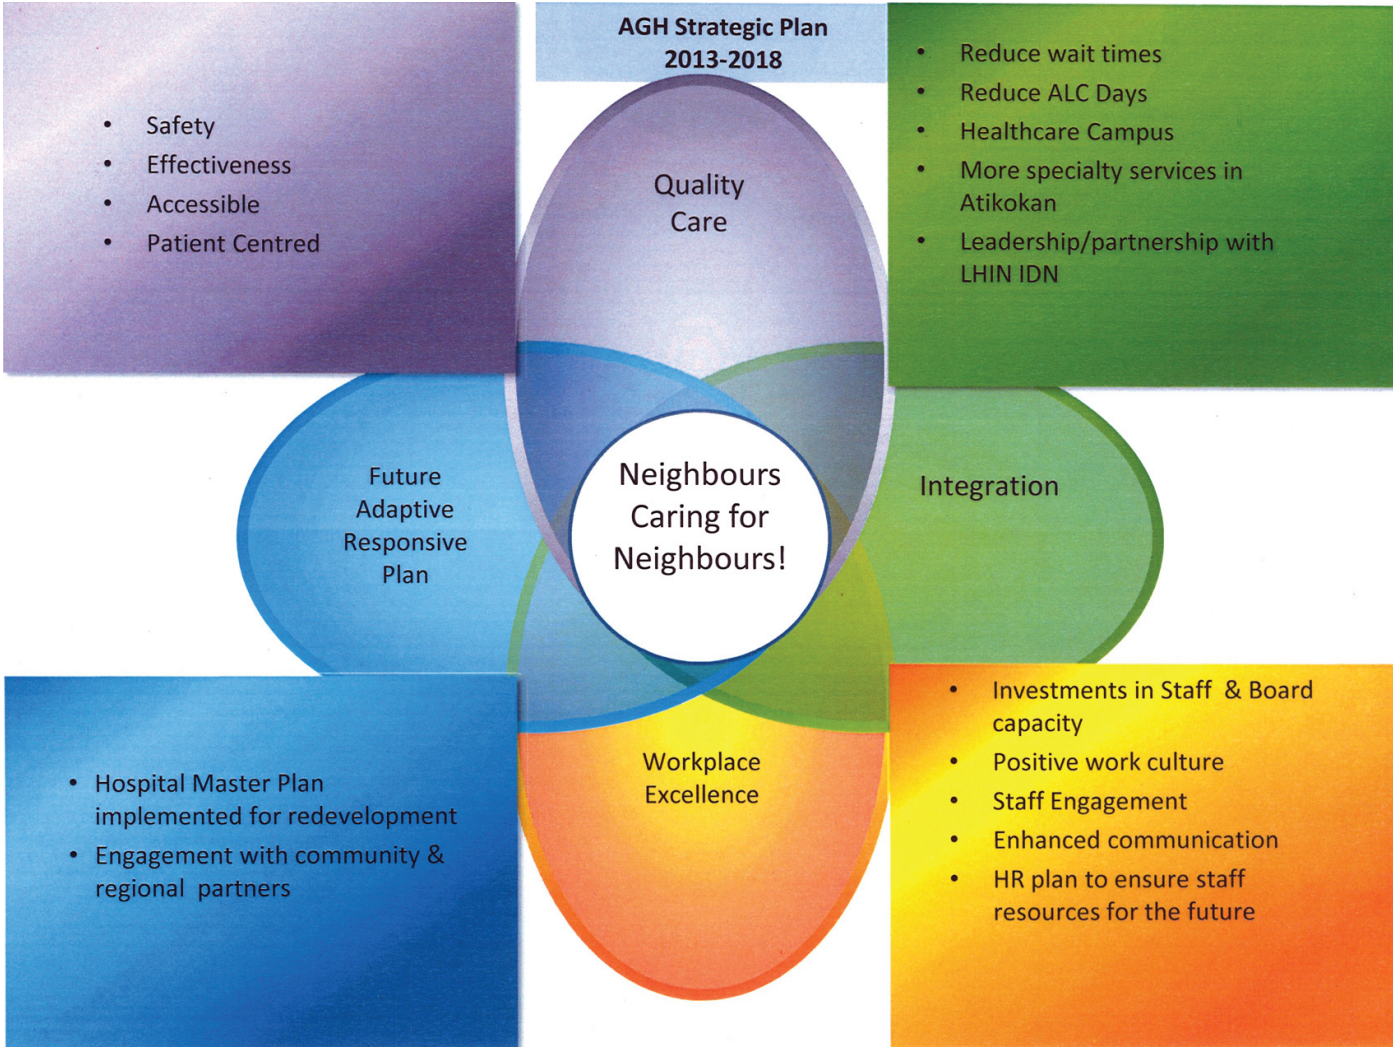 AGH Strategic Plan
2013-2018
• Safety
• Effectiveness
• Accessible
• Patient Centred
Quality
Care
• Reduce wait times
• Reduce ALC Days
• Healthcare Campus
• More specialty services in
Atikokan
• Leadership/partnership with
LHIN IDN
Future
Adaptive
Responsive
Plan
Neighbours
Caring for
Neighbours!
Integration
• Hospital Master Plan
implemented for redevelopment
• Engagement with community &
regional partners
Workplace
Excellence
• Investments in Staff & Board
capacity
• Positive work culture
• Staff Engagement
• Enhanced communication
• HR plan to ensure staff
resources for the future